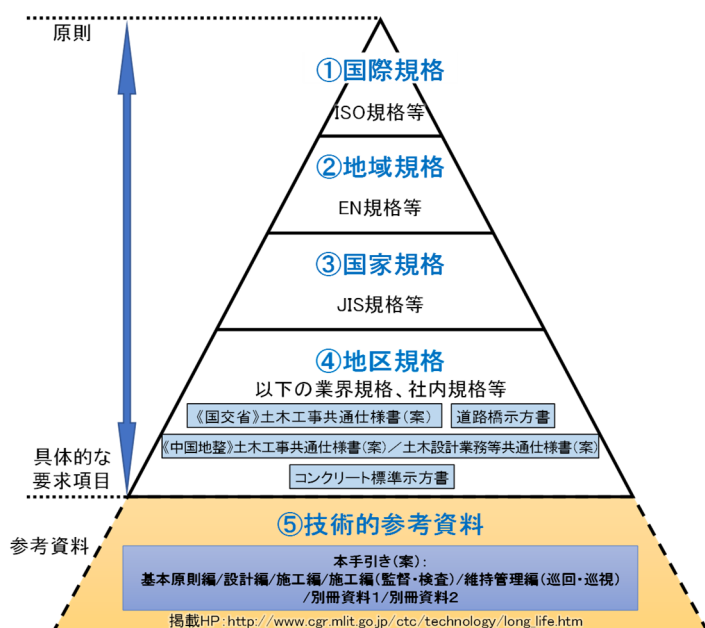 原則
①国際規格
ISO規格等
②地域規格
EN規格等
③国家規格
JIS規格等
④地区規格
以下の業界規格、社内規格等
《国交省》土木工事共通仕様書(案)
道路橋示方書
《中国地整》土木工事共通仕様書(案)／土木設計業務等共通仕様書(案)
コンクリート標準示方書
具体的な
要求項目
⑤技術的参考資料
参考資料
本手引き(案)：
基本原則編/設計編/施工編/施工編(監督・検査)/維持管理編(巡回・巡視)
/別冊資料1/別冊資料2
掲載HP：http://www.cgr.mlit.go.jp/ctc/technology/long_life.htm